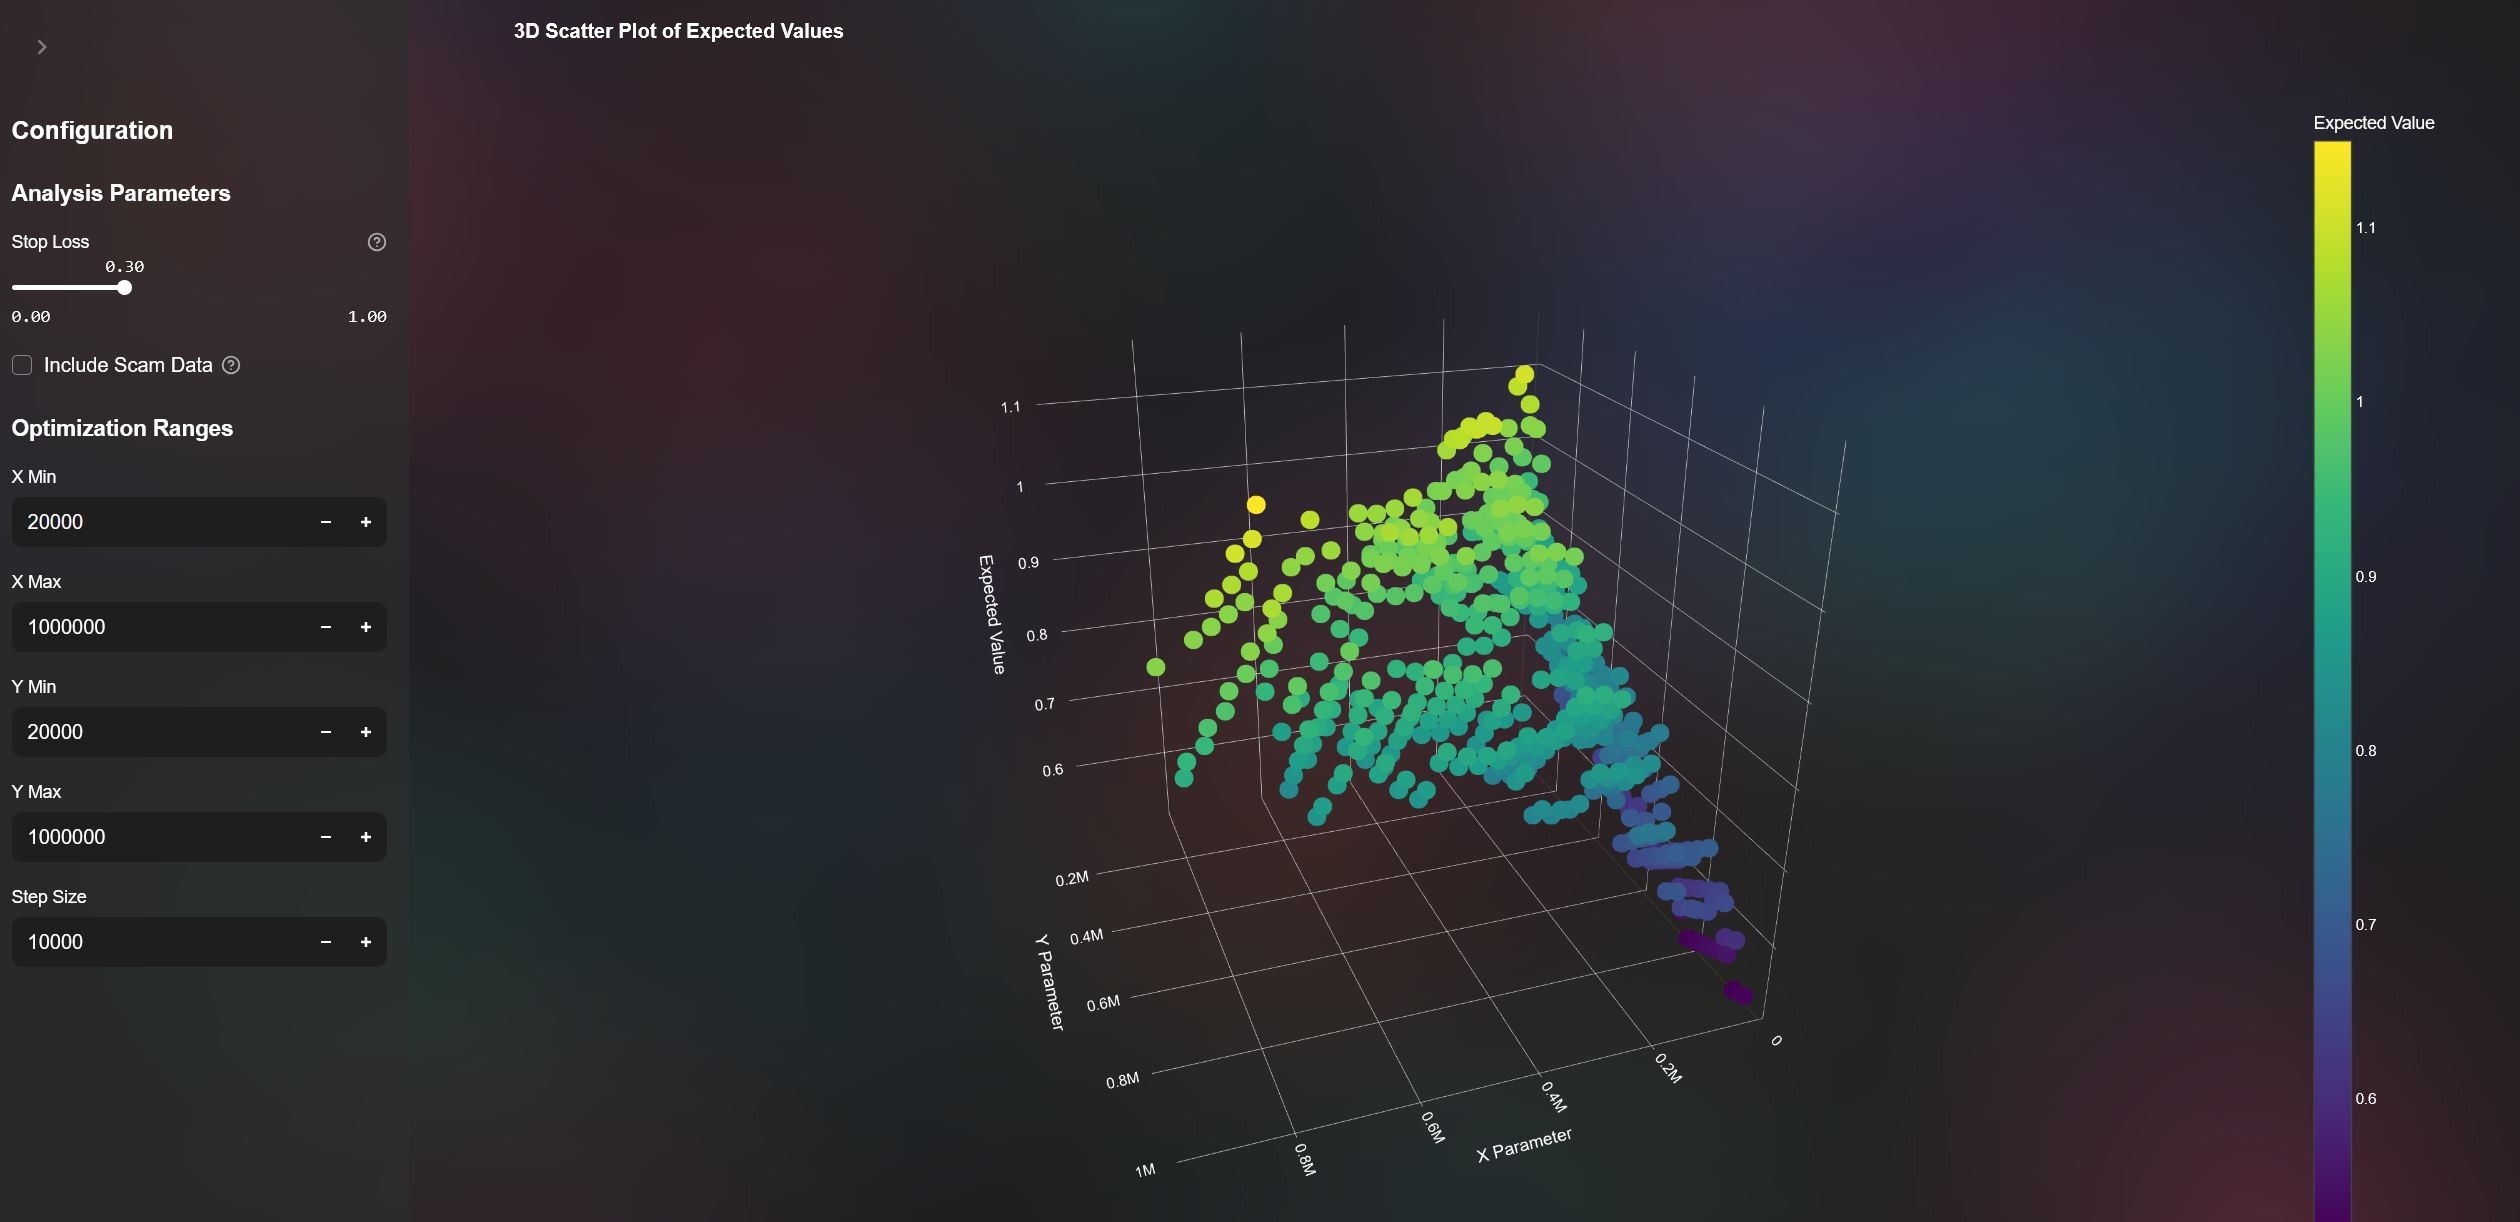 3D Scatter Plot of Expected Values
Configuration
Analysis Parameters
Stop Loss
0.30
0.00 1.00
Include Scam Data
Optimization Ranges
X Min
20000
X Max
1000000
Y Min
20000
Y Max
1000000
Step Size
10000
1.1
1
0.9
0.8
0.7
0.6
Expected Value
0.2M
0.4M
0.6M
0.8M
1M
Y Parameter
0.8M
0.6M
0.4M
0.2M
0
X Parameter
Expected Value
1.1
1
0.9
0.8
0.7
0.6